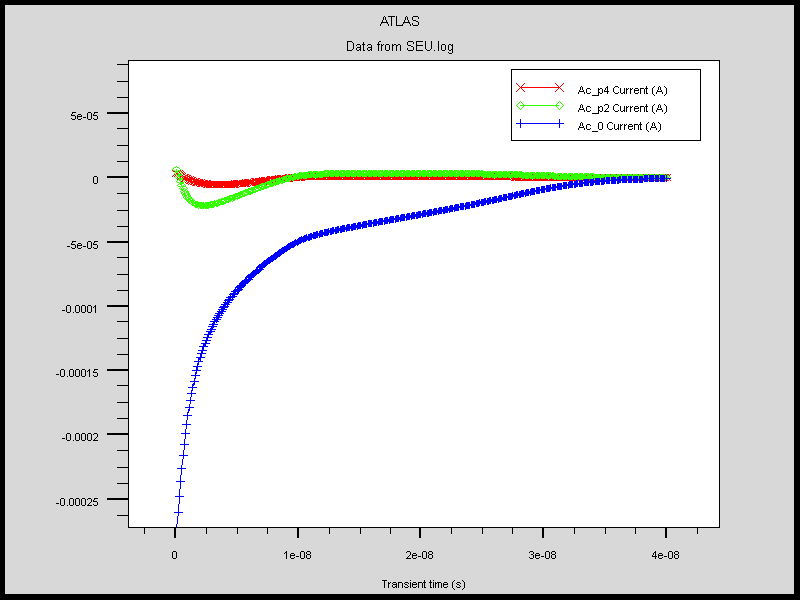 ATLAS
Data from SEU.log
Ac_p4 Current (A)
Ac_p2 Current (A)
Ac_0 Current (A)
5e-05
0
-5e-05
-0.0001
-0.00015
-0.0002
-0.00025
0 1e-08 2e-08 3e-08 4e-08
Transient time (s)